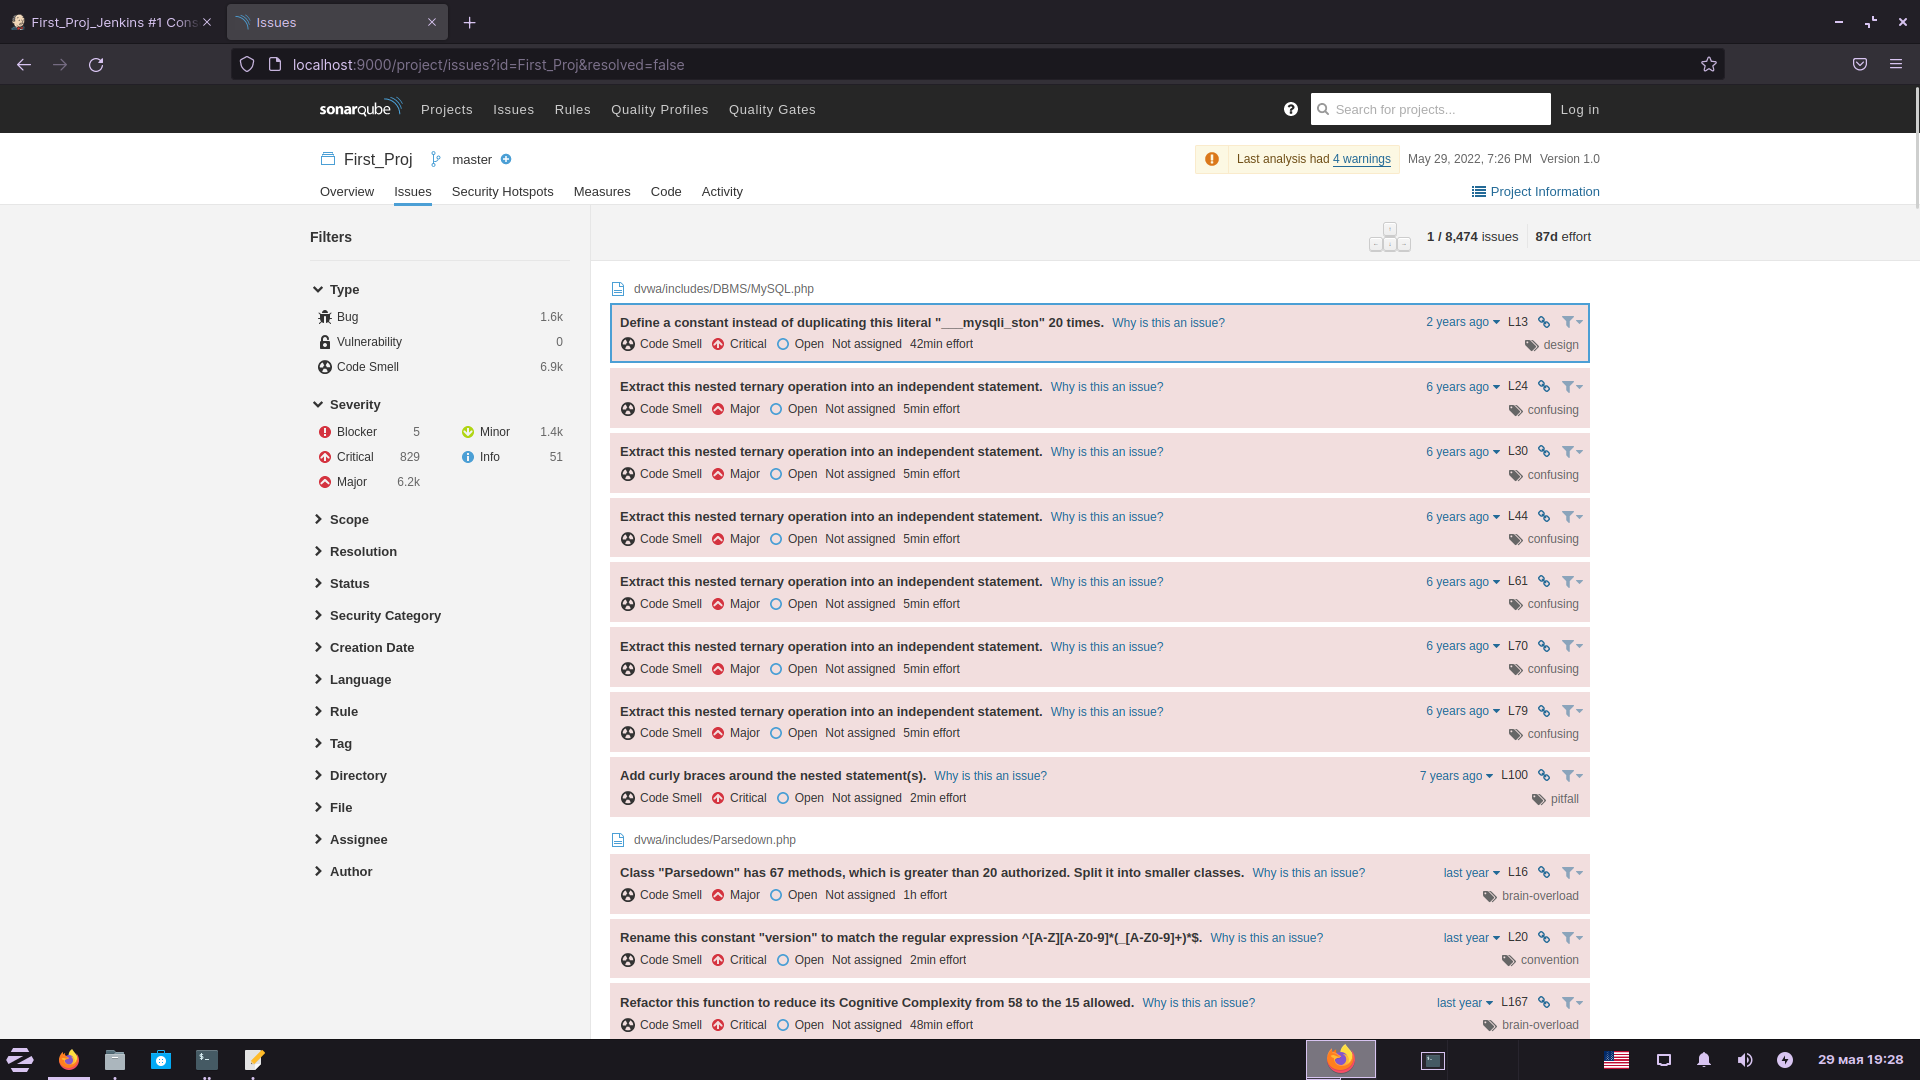 First_Proj_Jenkins #1 Cons
Issues
localhost:9000/project/issues?id=First_Proj&resolved=false
sonarqube Projects Issues Rules Quality Profiles Quality Gates Search for projects... Log in
First_Proj master Last analysis had 4 warnings May 29, 2022, 7:26 PM Version 1.0
Overview Issues Security Hotspots Measures Code Activity Project Information
Filters
1 / 8,474 issues 87d effort
Type
Bug 1.6k
Vulnerability 0
Code Smell 6.9k
Severity
Blocker 5 Minor 1.4k
Critical 829 Info 51
Major 6.2k
Scope
Resolution
Status
Security Category
Creation Date
Language
Rule
Tag
Directory
File
Assignee
Author
dvwa/includes/DBMS/MySQL.php
Define a constant instead of duplicating this literal "___mysqli_ston" 20 times. Why is this an issue? 2 years ago L13
Code Smell Critical Open Not assigned 42min effort design
Extract this nested ternary operation into an independent statement. Why is this an issue? 6 years ago L24
Code Smell Major Open Not assigned 5min effort confusing
Extract this nested ternary operation into an independent statement. Why is this an issue? 6 years ago L30
Code Smell Major Open Not assigned 5min effort confusing
Extract this nested ternary operation into an independent statement. Why is this an issue? 6 years ago L44
Code Smell Major Open Not assigned 5min effort confusing
Extract this nested ternary operation into an independent statement. Why is this an issue? 6 years ago L61
Code Smell Major Open Not assigned 5min effort confusing
Extract this nested ternary operation into an independent statement. Why is this an issue? 6 years ago L70
Code Smell Major Open Not assigned 5min effort confusing
Extract this nested ternary operation into an independent statement. Why is this an issue? 6 years ago L79
Code Smell Major Open Not assigned 5min effort confusing
Add curly braces around the nested statement(s). Why is this an issue? 7 years ago L100
Code Smell Critical Open Not assigned 2min effort pitfall
dvwa/includes/Parsedown.php
Class "Parsedown" has 67 methods, which is greater than 20 authorized. Split it into smaller classes. Why is this an issue? last year L16
Code Smell Major Open Not assigned 1h effort brain-overload
Rename this constant "version" to match the regular expression ^[A-Z][A-Z0-9]*(_[A-Z0-9]+)*$. Why is this an issue? last year L20
Code Smell Critical Open Not assigned 2min effort convention
Refactor this function to reduce its Cognitive Complexity from 58 to the 15 allowed. Why is this an issue? last year L167
Code Smell Critical Open Not assigned 48min effort brain-overload
29 мая 19:28